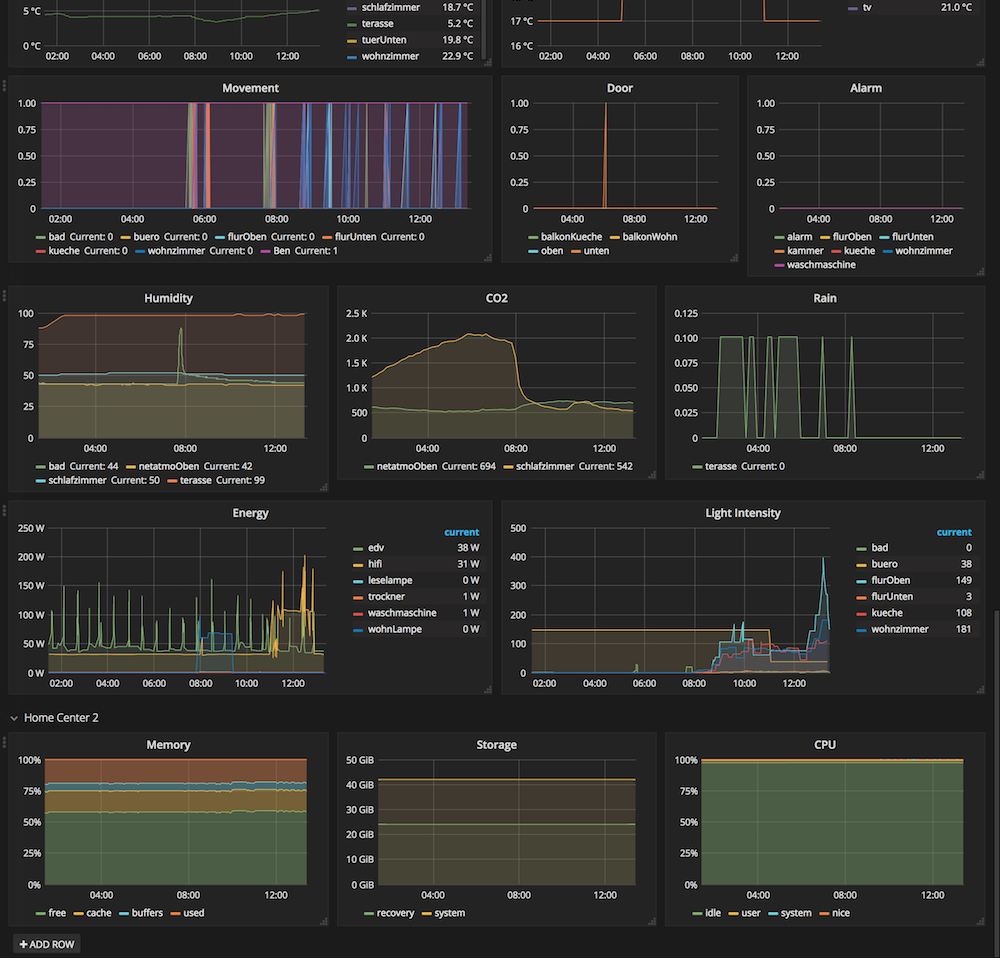 5 °C
0 °C
02:00 04:00 06:00 08:00 10:00 12:00
schlafzimmer 18.7 °C
terasse 5.2 °C
tuerUnten 19.8 °C
wohnzimmer 22.9 °C
17 °C
16 °C
02:00 04:00 06:00 08:00 10:00 12:00
tv 21.0 °C
Movement
1.00
0.75
0.50
0.25
0
02:00 04:00 06:00 08:00 10:00 12:00
bad Current: 0 buero Current: 0 flurOben Current: 0 flurUnten Current: 0
kueche Current: 0 wohnzimmer Current: 0 Ben Current: 1
Door
1.00
0.75
0.50
0.25
0
04:00 08:00 12:00
balkonKueche balkonWohn
oben unten
Alarm
1.00
0.75
0.50
0.25
0
04:00 08:00 12:00
alarm flurOben flurUnten
kammer kueche wohnzimmer
waschmaschine
Humidity
100
75
50
25
0
04:00 08:00 12:00
bad Current: 44 netatmoOben Current: 42
schlafzimmer Current: 50 terasse Current: 99
CO2
2.5 K
2.0 K
1.5 K
1.0 K
500
0
04:00 08:00 12:00
netatmoOben Current: 694 schlafzimmer Current: 542
Rain
0.125
0.100
0.075
0.050
0.025
0
04:00 08:00 12:00
terasse Current: 0
Energy
250 W
200 W
150 W
100 W
50 W
0 W
02:00 04:00 06:00 08:00 10:00 12:00
current
edv 38 W
hifi 31 W
leselampe 0 W
trockner 1 W
waschmaschine 1 W
wohnLampe 0 W
Light Intensity
500
400
300
200
100
0
02:00 04:00 06:00 08:00 10:00 12:00
current
bad 0
buero 38
flurOben 149
flurUnten 3
kueche 108
wohnzimmer 181
Home Center 2
Memory
100%
75%
50%
25%
0%
04:00 08:00 12:00
free cache buffers used
Storage
50 GiB
40 GiB
30 GiB
20 GiB
10 GiB
0 GiB
04:00 08:00 12:00
recovery system
CPU
100%
75%
50%
25%
0%
04:00 08:00 12:00
idle user system nice
+ ADD ROW